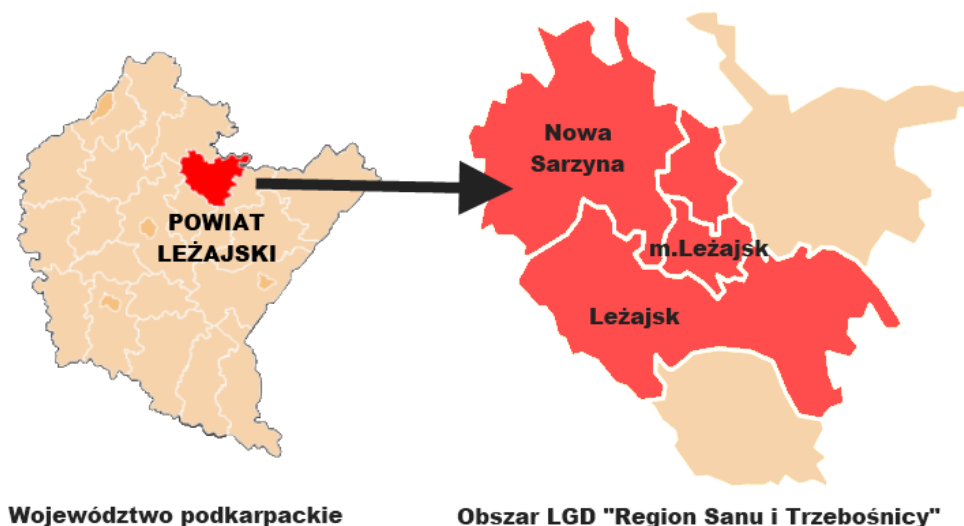 POWIAT
LEŻAJSKI
Nowa
Sarzyna
m.Leżajsk
Leżajsk
Województwo podkarpackie
Obszar LGD "Region Sanu i Trzebośnicy"